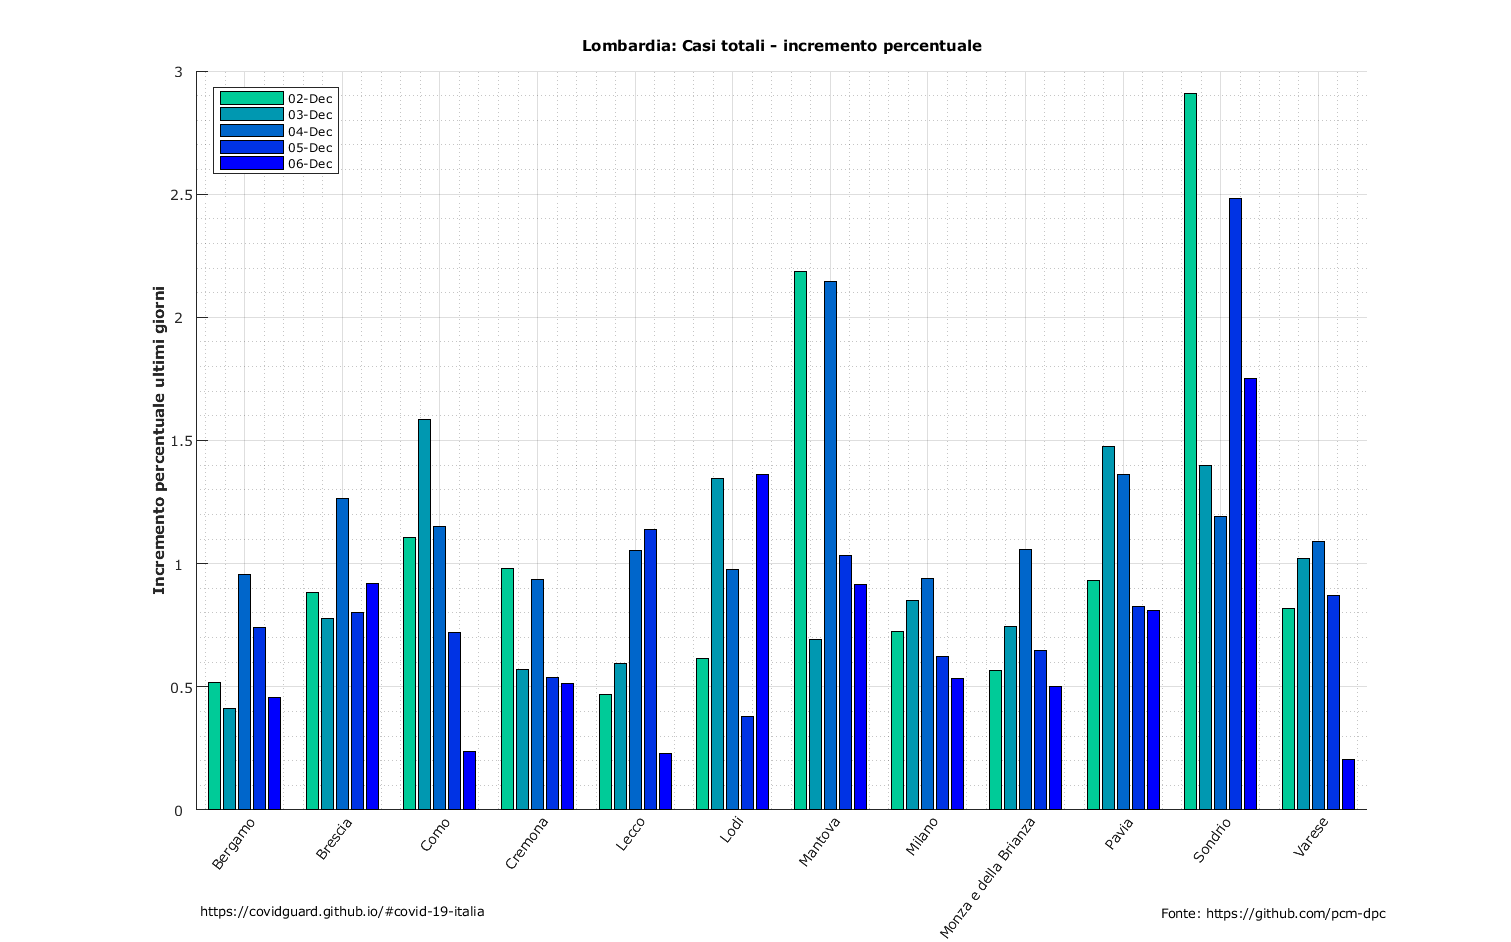 Lombardia: Casi totali - incremento percentuale
3
2.5
2
1.5
1
0.5
0
Incremento percentuale ultimi giorni
02-Dec
03-Dec
04-Dec
05-Dec
06-Dec
Bergamo
Brescia
Como
Cremona
Lecco
Lodi
Mantova
Milano
Monza e della Brianza
Pavia
Sondrio
Varese
https://covidguard.github.io/#covid-19-italia
Fonte: https://github.com/pcm-dpc